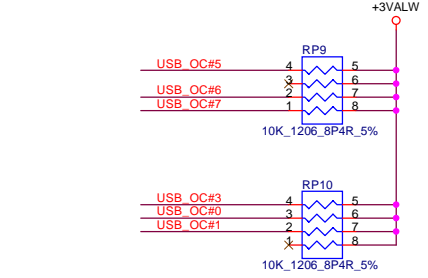 +3VALW
RP9
USB_OC#5 4 5
3 6
USB_OC#6 2 7
USB_OC#7 1 8
10K_1206_8P4R_5%
RP10
USB_OC#3 4 5
USB_OC#0 3 6
USB_OC#1 2 7
1 8
10K_1206_8P4R_5%